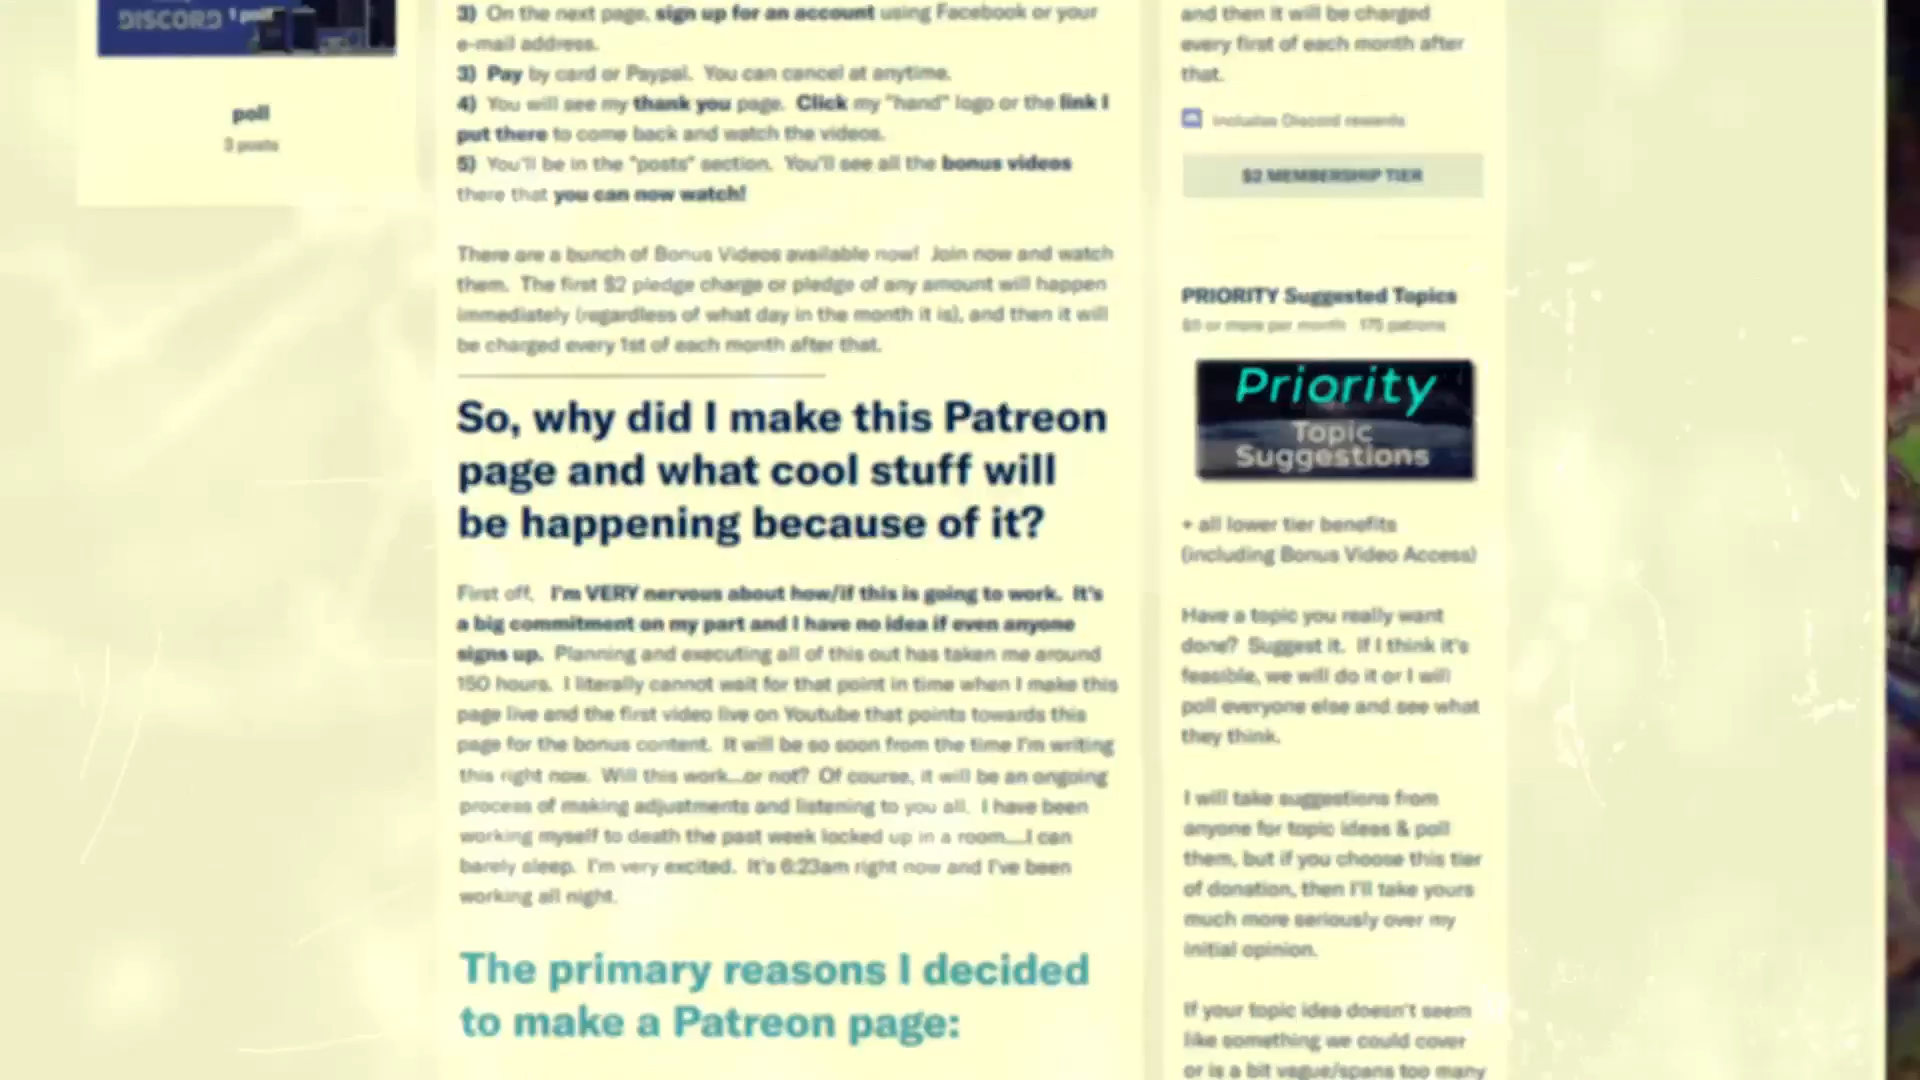 DISCORD 1 poll
poll
3 posts
3) On the next page, sign up for an account using Facebook or your
e-mail address.
3) Pay by card or Paypal. You can cancel at anytime.
4) You will see my thank you page. Click my "hand" logo or the link I
put there to come back and watch the videos.
5) You'll be in the "posts" section. You'll see all the bonus videos
there that you can now watch!
There are a bunch of Bonus Videos available now! Join now and watch
them. The first $2 pledge charge or pledge of any amount will happen
immediately (regardless of what day in the month it is), and then it will
be charged every 1st of each month after that.
So, why did I make this Patreon
page and what cool stuff will
be happening because of it?
First off, I'm VERY nervous about how/if this is going to work. It's
a big commitment on my part and I have no idea if even anyone
signs up. Planning and executing all of this out has taken me around
150 hours. I literally cannot wait for that point in time when I make this
page live and the first video live on Youtube that points towards this
page for the bonus content. It will be so soon from the time I'm writing
this right now. Will this work...or not? Of course, it will be an ongoing
process of making adjustments and listening to you all. I have been
working myself to death the past week locked up in a room....I can
barely sleep. I'm very excited. It's 6:23am right now and I've been
working all night.
The primary reasons I decided
to make a Patreon page:
and then it will be charged
every first of each month after
that.
Includes Discord rewards
$2 MEMBERSHIP TIER
PRIORITY Suggested Topics
$5 or more per month 175 patrons
Priority
Topic
Suggestions
+ all lower tier benefits
(including Bonus Video Access)
Have a topic you really want
done? Suggest it. If I think it's
feasible, we will do it or I will
poll everyone else and see what
they think.
I will take suggestions from
anyone for topic ideas & poll
them, but if you choose this tier
of donation, then I'll take yours
much more seriously over my
initial opinion.
If your topic idea doesn't seem
like something we could cover
or is a bit vague/spans too many